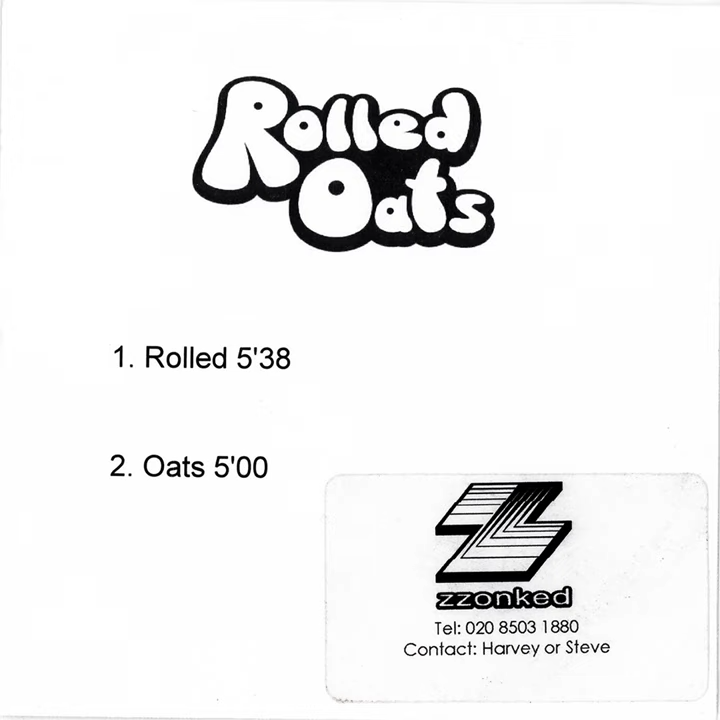 Rolled
Oats
1. Rolled 5'38
2. Oats 5'00
zzonked
Tel: 020 8503 1880
Contact: Harvey or Steve